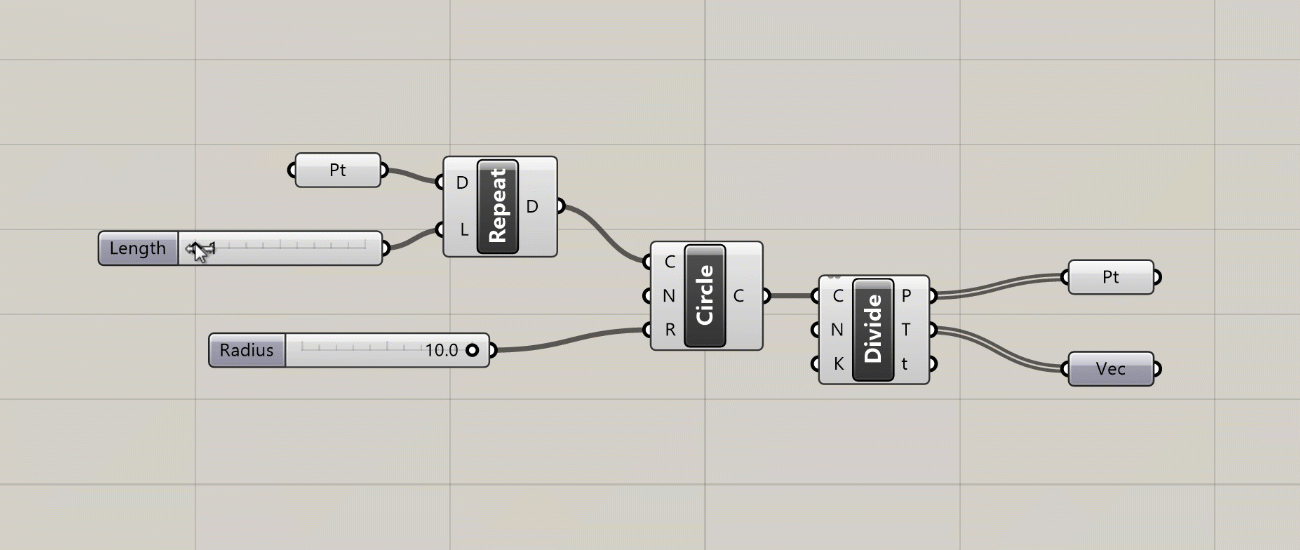 Pt
D
Repeat
D
L
Length
C
N
R
Circle
C
Radius
10.0
C
N
K
Divide
P
T
t
Pt
Vec